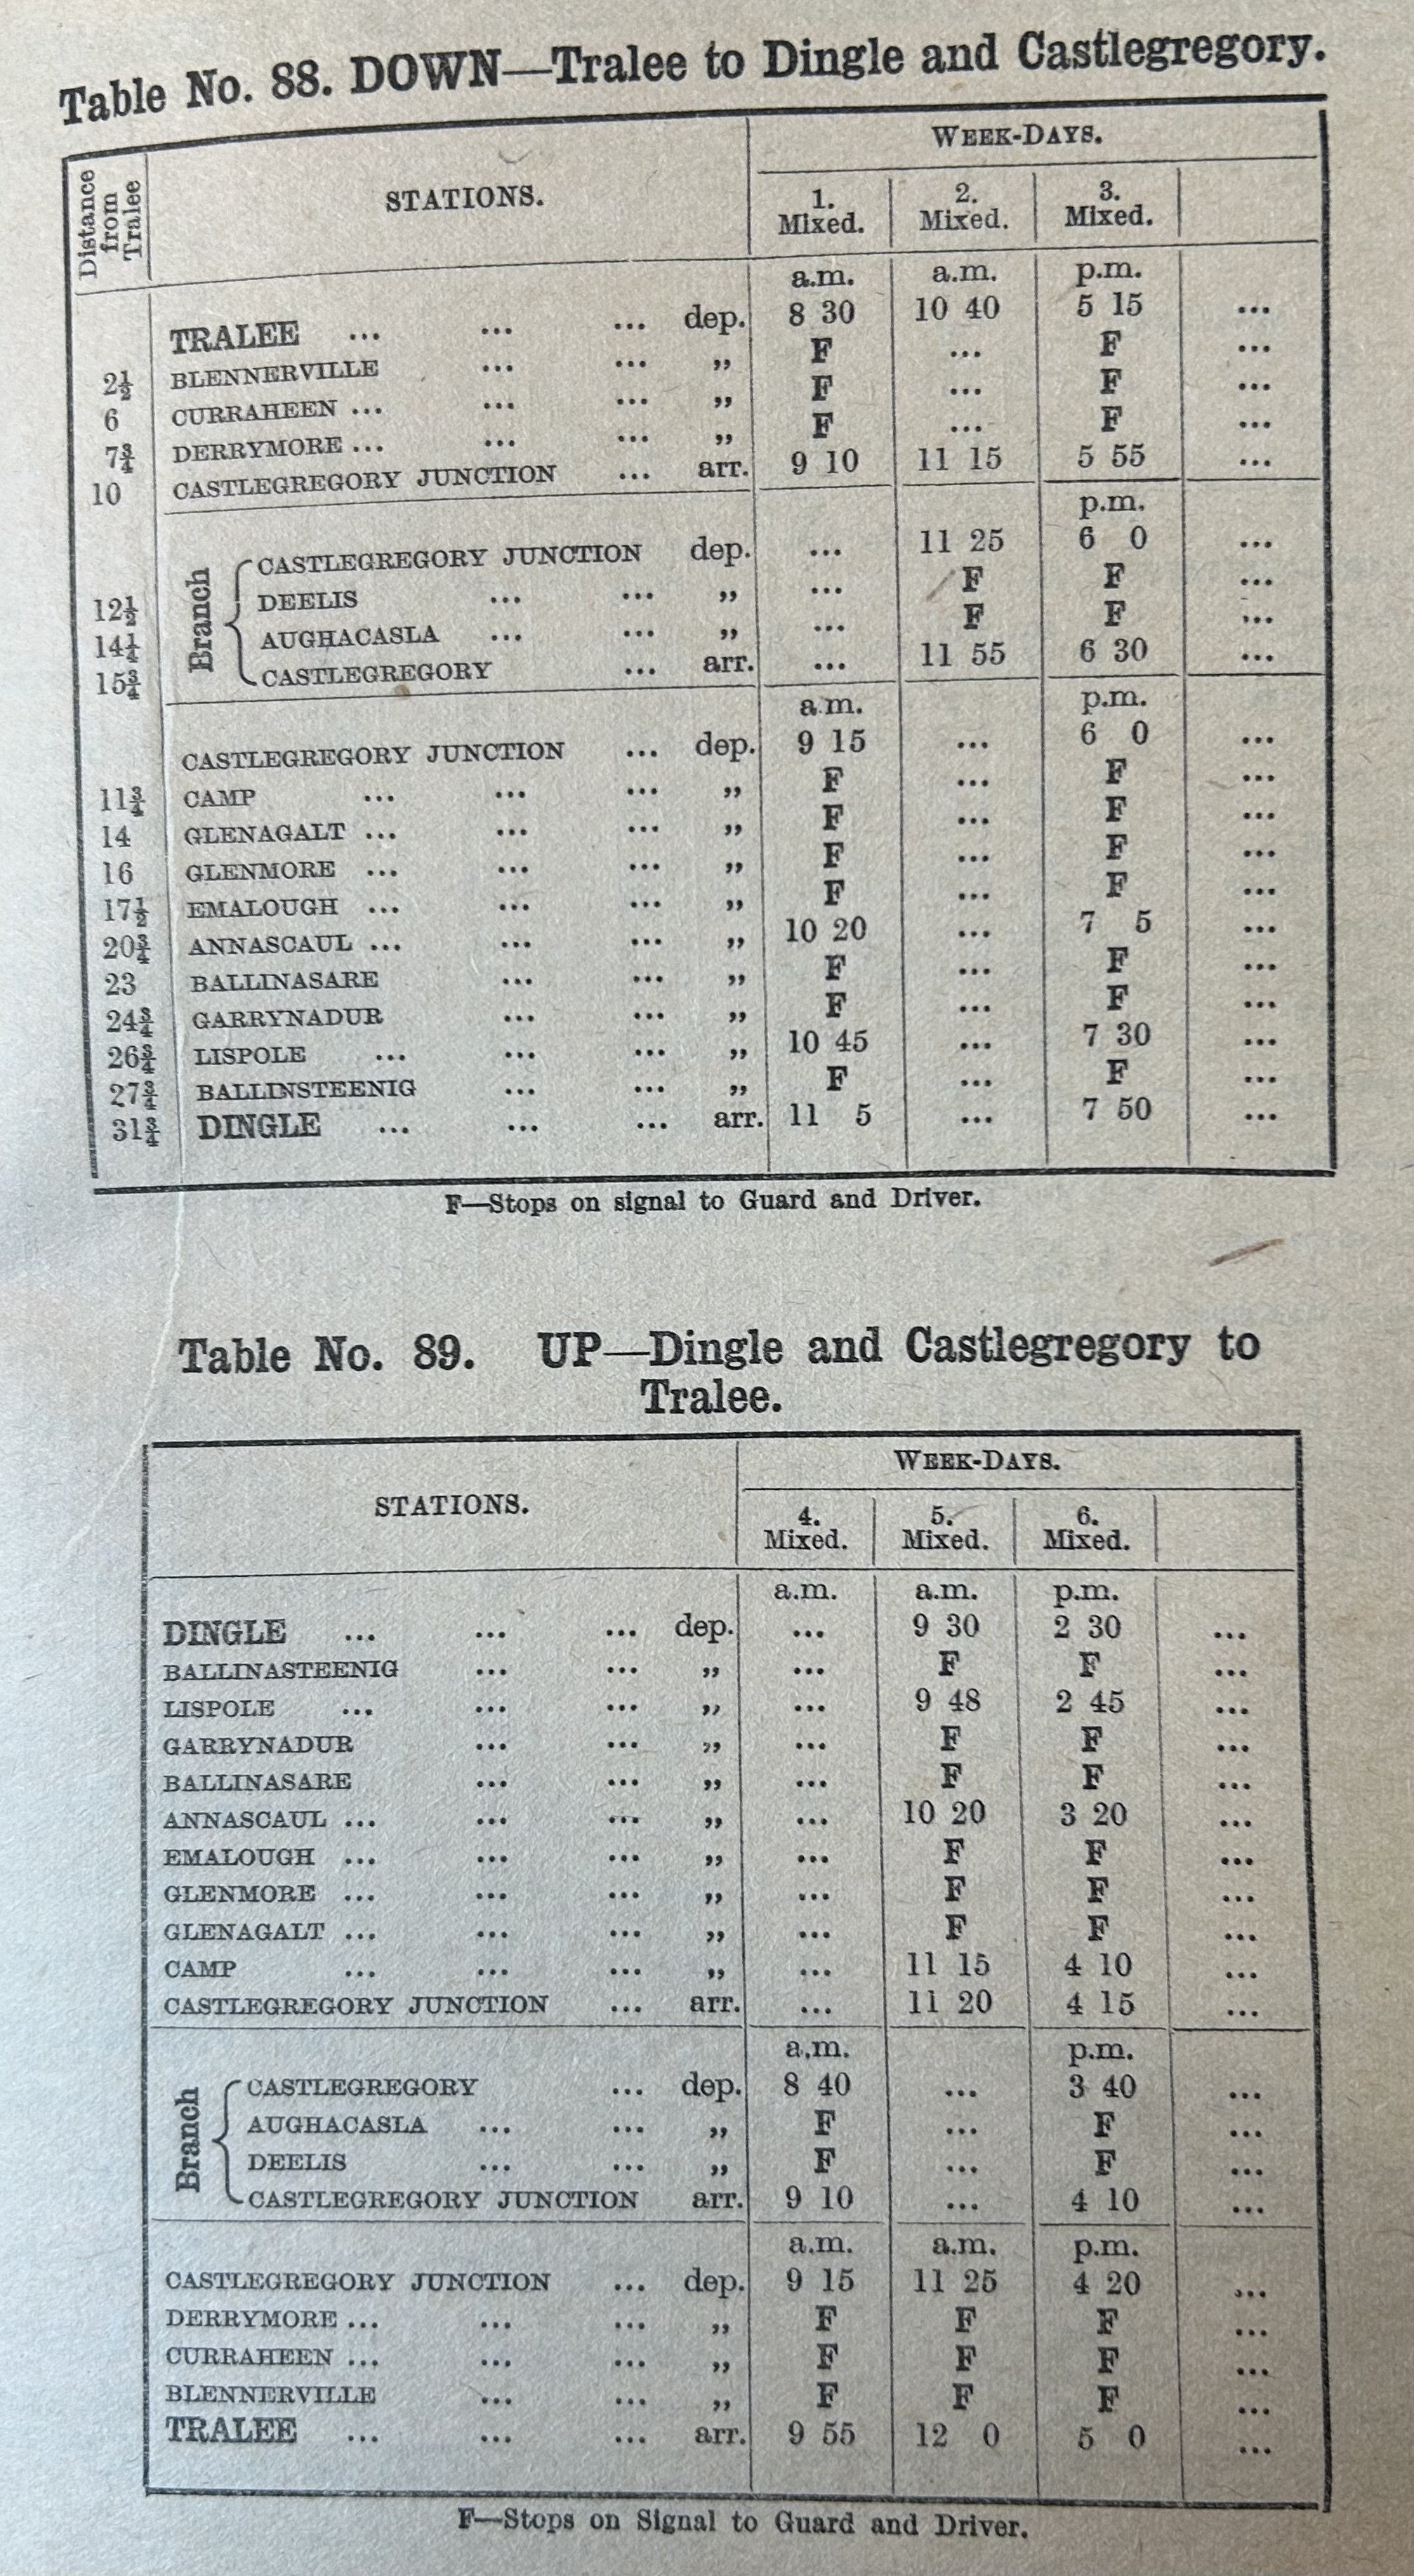 Table No. 88. DOWN—Tralee to Dingle and Castlegregory.
Distance from Tralee
STATIONS.
WEEK-DAYS.
1. Mixed. 2. Mixed. 3. Mixed.
a.m. a.m. p.m.
TRALEE ... ... ... dep. 8 30 10 40 5 15 ...
2½ BLENNERVILLE ... ... „ F ... F ...
6 CURRAHEEN ... ... ... „ F ... F ...
7¾ DERRYMORE ... ... ... „ F ... F ...
10 CASTLEGREGORY JUNCTION ... arr. 9 10 11 15 5 55 ...
p.m.
Branch
CASTLEGREGORY JUNCTION dep. ... 11 25 6 0 ...
12½ DEELIS ... ... „ ... F F ...
14¼ AUGHACASLA ... ... „ ... F F ...
15¾ CASTLEGREGORY ... arr. ... 11 55 6 30 ...
a.m. p.m.
CASTLEGREGORY JUNCTION ... dep. 9 15 ... 6 0 ...
11¾ CAMP ... ... ... „ F ... F ...
14 GLENAGALT ... ... ... „ F ... F ...
16 GLENMORE ... ... ... „ F ... F ...
17½ EMALOUGH ... ... ... „ F ... F ...
20¾ ANNASCAUL ... ... ... „ 10 20 ... 7 5 ...
23 BALLINASARE ... ... „ F ... F ...
24¾ GARRYNADUR ... ... „ F ... F ...
26¾ LISPOLE ... ... ... „ 10 45 ... 7 30 ...
27¾ BALLINSTEENIG ... ... „ F ... F ...
31¾ DINGLE ... ... ... arr. 11 5 ... 7 50 ...
F—Stops on signal to Guard and Driver.
Table No. 89. UP—Dingle and Castlegregory to
Tralee.
STATIONS.
WEEK-DAYS.
4. Mixed. 5. Mixed. 6. Mixed.
a.m. a.m. p.m.
DINGLE ... ... ... dep. ... 9 30 2 30 ...
BALLINASTEENIG ... ... „ ... F F ...
LISPOLE ... ... ... „ ... 9 48 2 45 ...
GARRYNADUR ... ... „ ... F F ...
BALLINASARE ... ... „ ... F F ...
ANNASCAUL ... ... ... „ ... 10 20 3 20 ...
EMALOUGH ... ... ... „ ... F F ...
GLENMORE ... ... ... „ ... F F ...
GLENAGALT ... ... ... „ ... F F ...
CAMP ... ... ... „ ... 11 15 4 10 ...
CASTLEGREGORY JUNCTION ... arr. ... 11 20 4 15 ...
a.m. p.m.
Branch
CASTLEGREGORY ... dep. 8 40 ... 3 40 ...
AUGHACASLA ... ... „ F ... F ...
DEELIS ... ... „ F ... F ...
CASTLEGREGORY JUNCTION arr. 9 10 ... 4 10 ...
a.m. a.m. p.m.
CASTLEGREGORY JUNCTION ... dep. 9 15 11 25 4 20 ...
DERRYMORE ... ... ... „ F F F ...
CURRAHEEN ... ... ... „ F F F ...
BLENNERVILLE ... ... „ F F F ...
TRALEE ... ... ... arr. 9 55 12 0 5 0 ...
F—Stops on Signal to Guard and Driver.